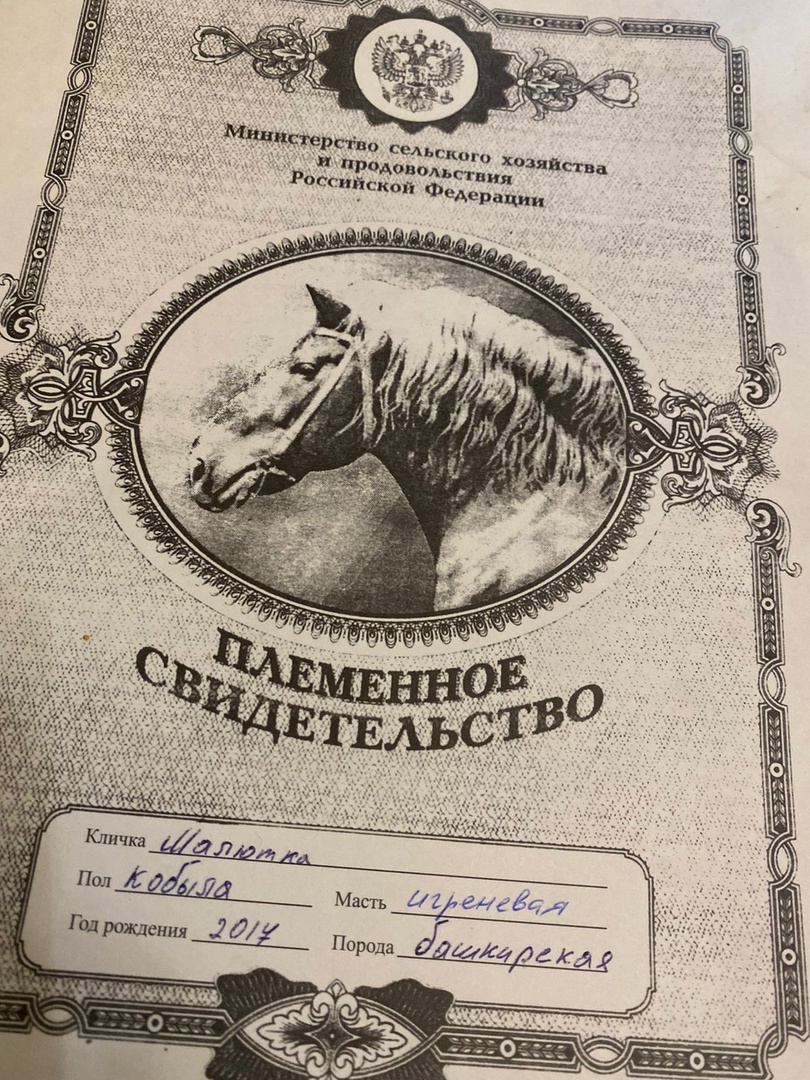 Министерство сельского хозяйства
и продовольствия
Российской Федерации
ПЛЕМЕННОЕ
СВИДЕТЕЛЬСТВО
Кличка Малютка
Пол кобыла Масть игреневая
Год рождения 2017 Порода башкирская